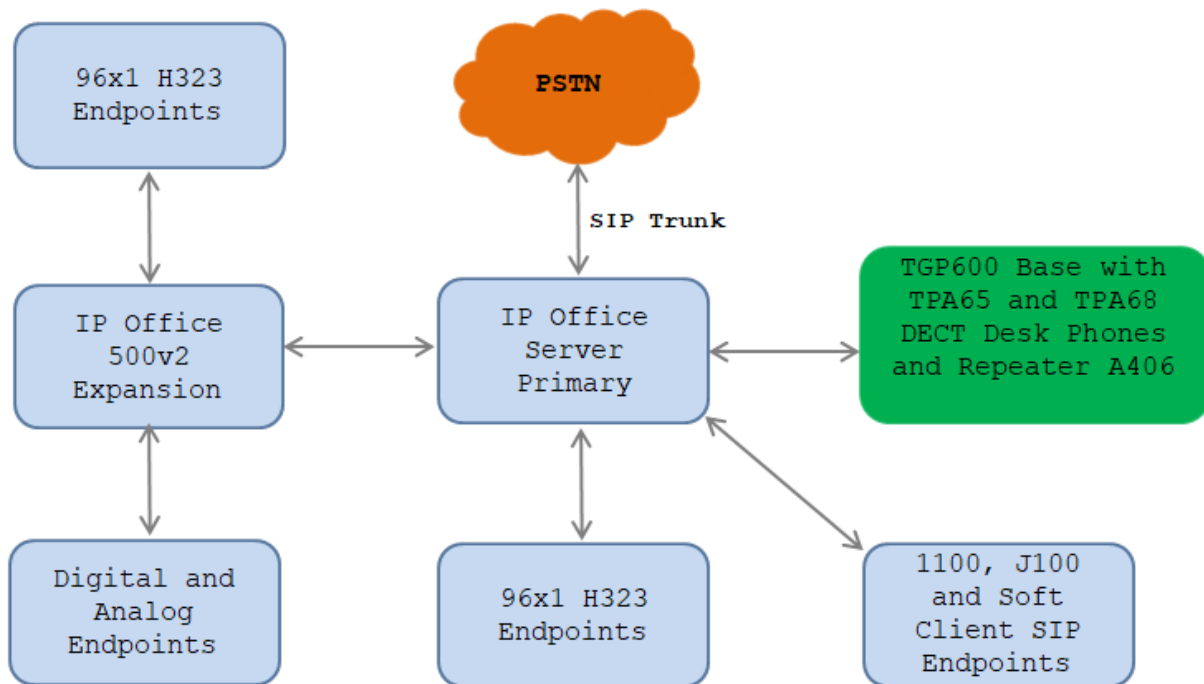 96x1 H323
Endpoints
PSTN
SIP Trunk
IP Office
500v2
Expansion
IP Office
Server
Primary
TGP600 Base with
TPA65 and TPA68
DECT Desk Phones
and Repeater A406
Digital and
Analog
Endpoints
96x1 H323
Endpoints
1100, J100
and Soft
Client SIP
Endpoints